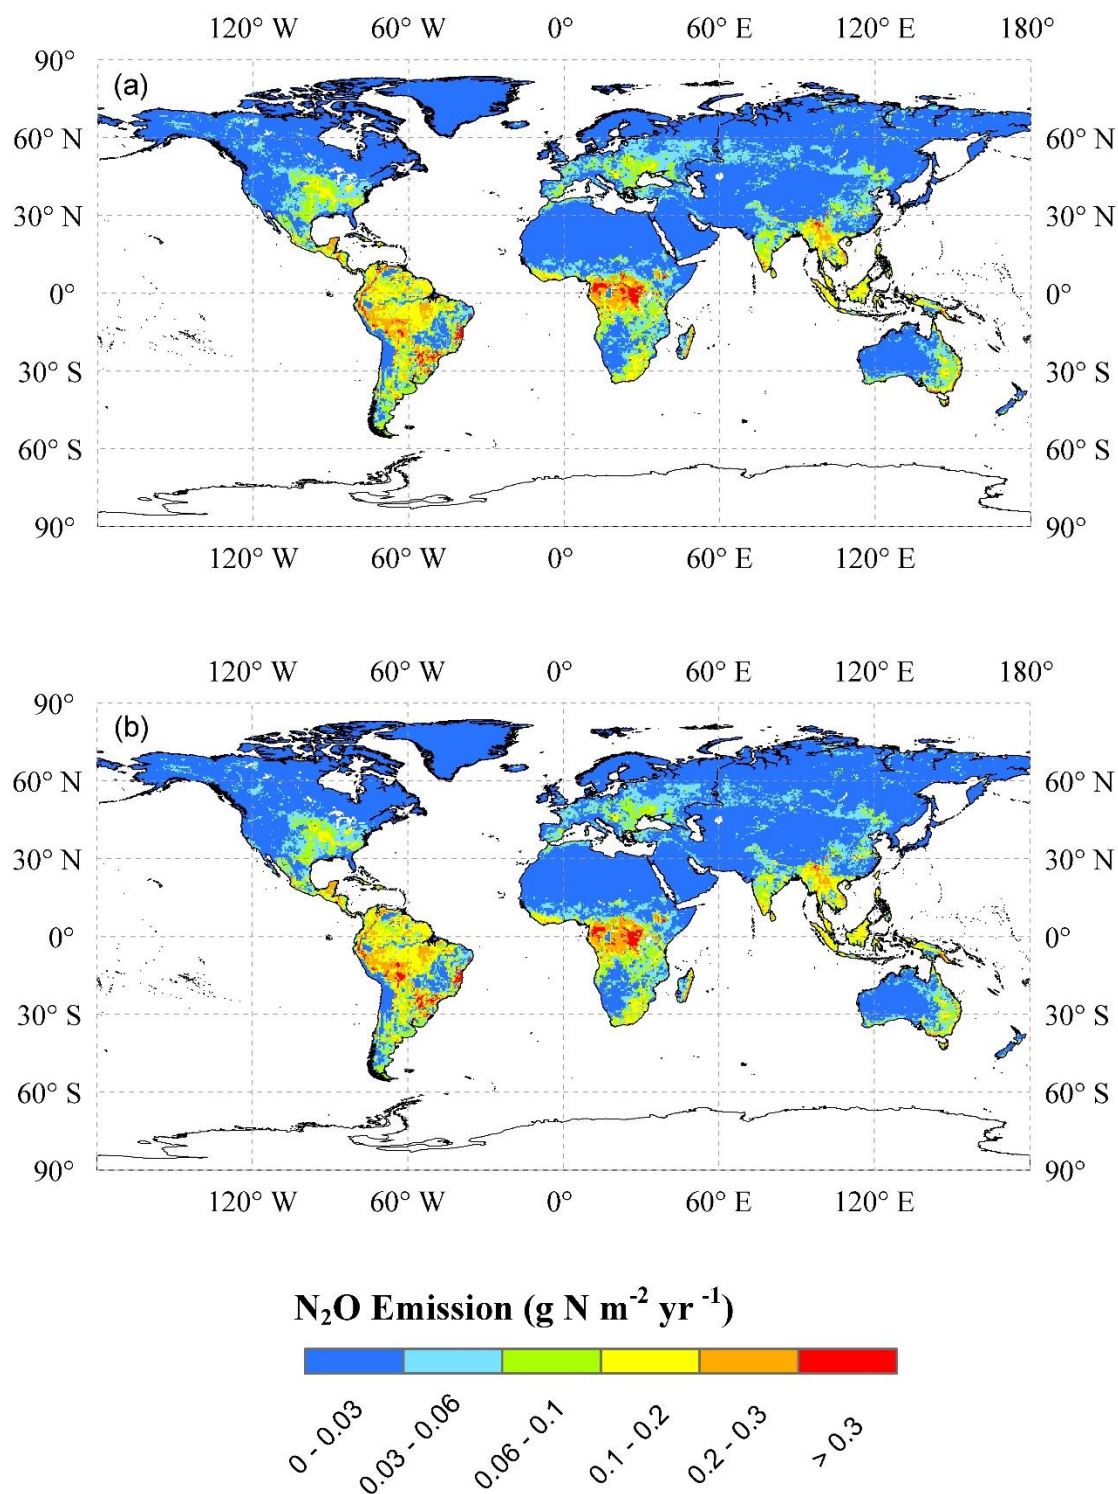 120° W 60° W 0° 60° E 120° E 180°
90°
(a)
60° N 60° N
30° N 30° N
0° 0°
30° S 30° S
60° S 60° S
90° 90°
120° W 60° W 0° 60° E 120° E
120° W 60° W 0° 60° E 120° E 180°
90°
(b)
60° N 60° N
30° N 30° N
0° 0°
30° S 30° S
60° S 60° S
90° 90°
120° W 60° W 0° 60° E 120° E
N₂O Emission (g N m⁻² yr ⁻¹)
0 - 0.03 0.03 - 0.06 0.06 - 0.1 0.1 - 0.2 0.2 - 0.3 > 0.3